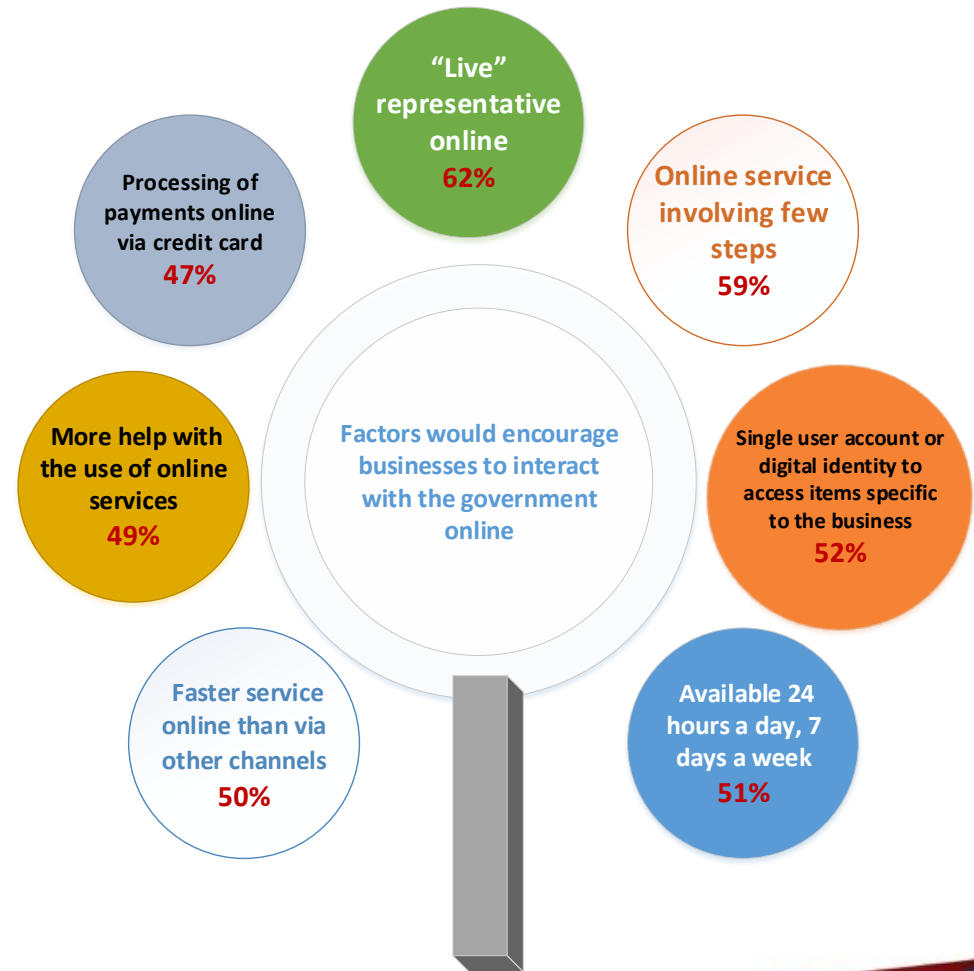 “Live”
representative
online
62%
Online service
involving few
steps
59%
Single user account or
digital identity to
access items specific
to the business
52%
Available 24
hours a day, 7
days a week
51%
Faster service
online than via
other channels
50%
More help with
the use of online
services
49%
Processing of
payments online
via credit card
47%
Factors would encourage
businesses to interact
with the government
online